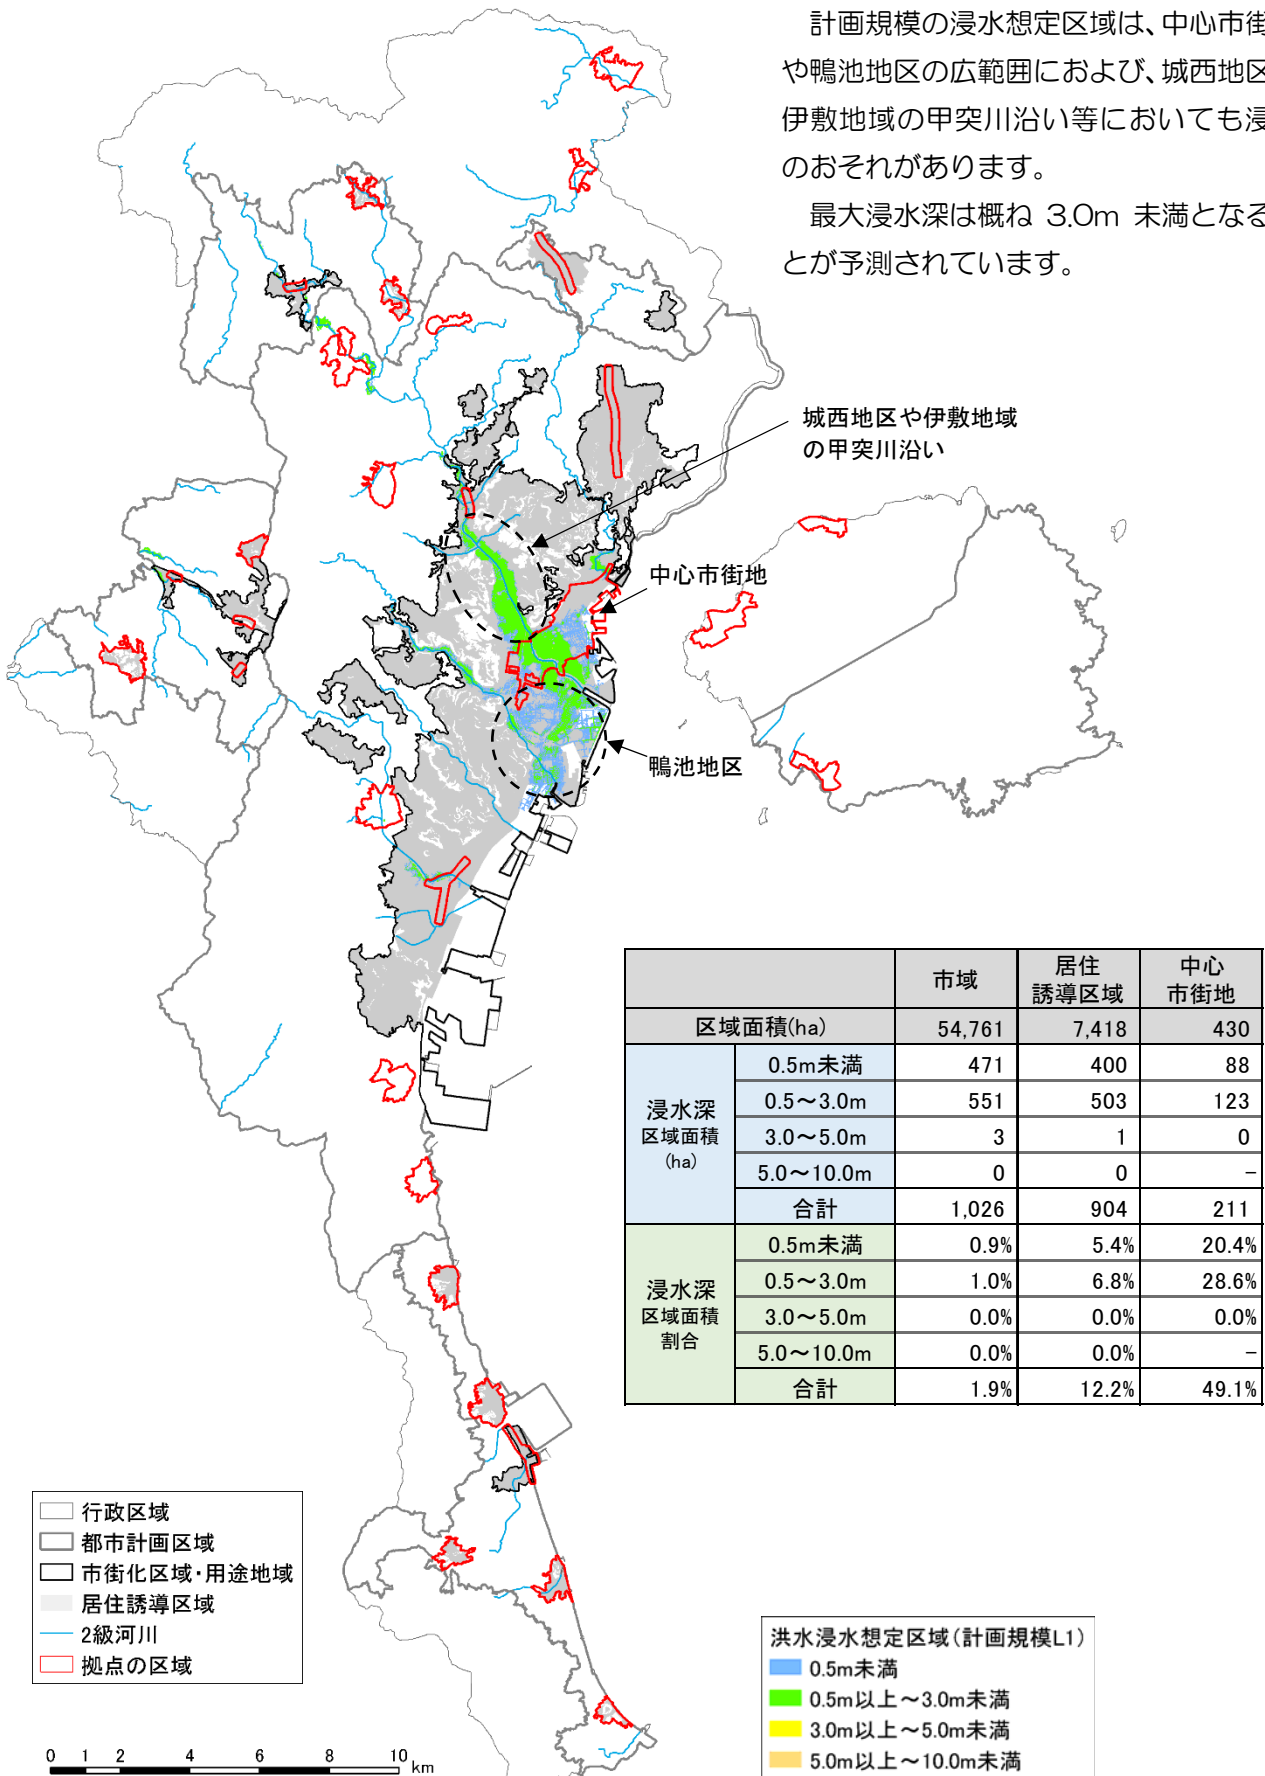 計画規模の浸水想定区域は、中心市街
や鴨池地区の広範囲におよび、城西地区
伊敷地域の甲突川沿い等においても浸
のおそれがあります。
最大浸水深は概ね 3.0m 未満となる
とが予測されています。
城西地区や伊敷地域
の甲突川沿い
中心市街地
鴨池地区
市域 居住誘導区域 中心市街地
区域面積(ha) 54,761 7,418 430
浸水深区域面積(ha)
0.5m未満 471 400 88
0.5～3.0m 551 503 123
3.0～5.0m 3 1 0
5.0～10.0m 0 0 -
合計 1,026 904 211
浸水深区域面積割合
0.5m未満 0.9% 5.4% 20.4%
0.5～3.0m 1.0% 6.8% 28.6%
3.0～5.0m 0.0% 0.0% 0.0%
5.0～10.0m 0.0% 0.0% -
合計 1.9% 12.2% 49.1%
行政区域
都市計画区域
市街化区域・用途地域
居住誘導区域
2級河川
拠点の区域
0 1 2 4 6 8 10 km
洪水浸水想定区域(計画規模L1)
0.5m未満
0.5m以上～3.0m未満
3.0m以上～5.0m未満
5.0m以上～10.0m未満